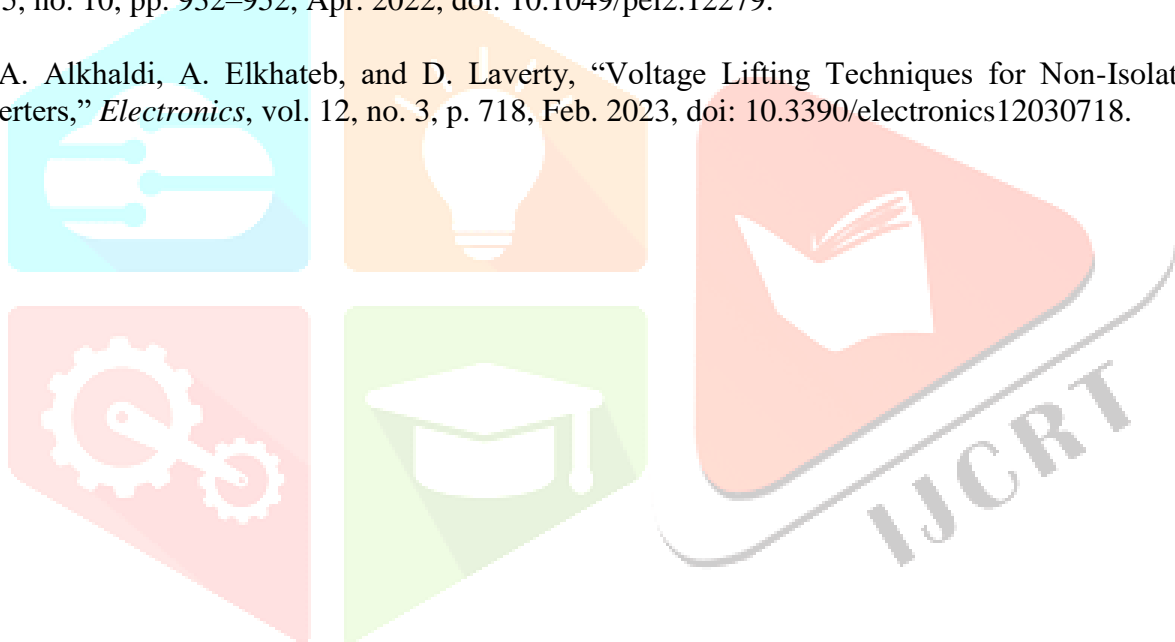 5, no. 10, pp. 932–952, Apr. 2022, doi: 10.1049/pel2.12279.
A. Alkhaldi, A. Elkhateb, and D. Laverty, “Voltage Lifting Techniques for Non-Isolat
erters,” Electronics, vol. 12, no. 3, p. 718, Feb. 2023, doi: 10.3390/electronics12030718.
IJCRT